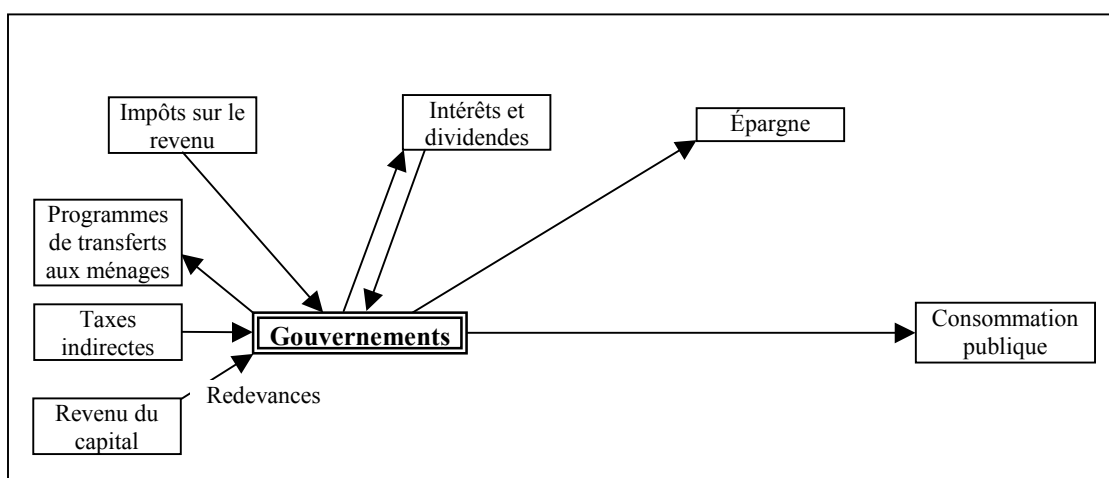 Impôts sur le
revenu
Intérêts et
dividendes
Épargne
Programmes
de transferts
aux ménages
Taxes
indirectes
Gouvernements
Consommation
publique
Redevances
Revenu du
capital